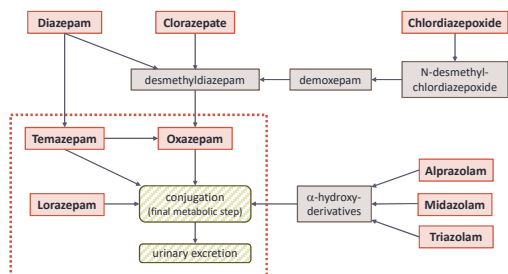 Diazepam
Clorazepate
Chlordiazepoxide
desmethyldiazepam
demoxepam
N-desmethyl-
chlordiazepoxide
Temazepam
Oxazepam
Lorazepam
conjugation
(final metabolic step)
α-hydroxy-
derivatives
Alprazolam
Midazolam
Triazolam
urinary excretion